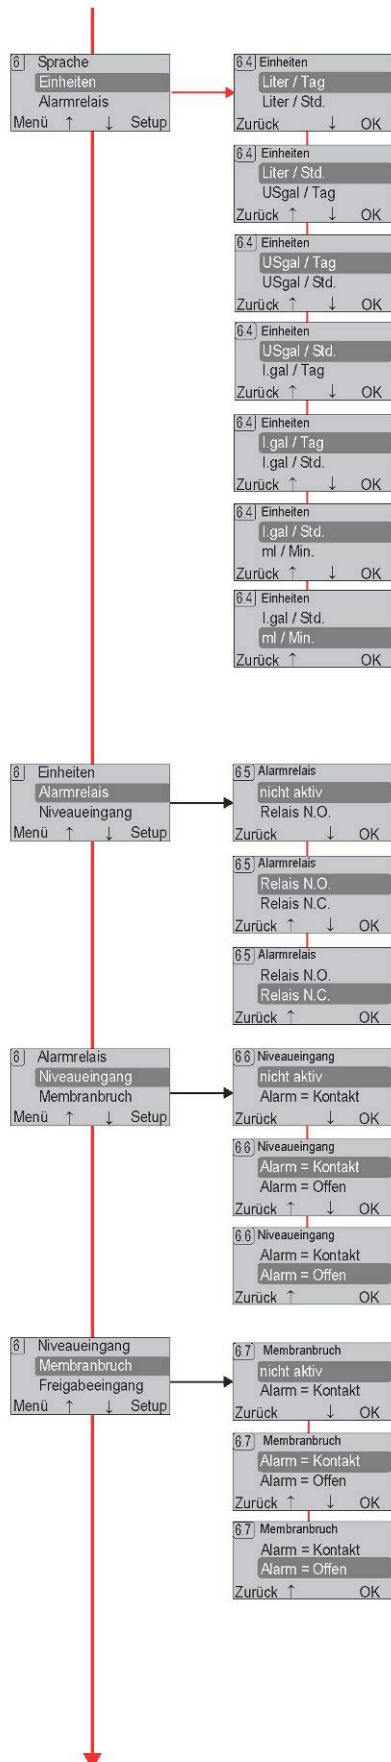 6 Sprache
Einheiten
Alarmrelais
Menü ↑ ↓ Setup
6.4 Einheiten
Liter / Tag
Liter / Std.
Zurück ↓ OK
6.4 Einheiten
Liter / Std.
USgal / Tag
Zurück ↑ ↓ OK
6.4 Einheiten
USgal / Tag
USgal / Std.
Zurück ↑ ↓ OK
6.4 Einheiten
USgal / Std.
I.gal / Tag
Zurück ↑ ↓ OK
6.4 Einheiten
I.gal / Tag
I.gal / Std.
Zurück ↑ ↓ OK
6.4 Einheiten
I.gal / Std.
ml / Min.
Zurück ↑ ↓ OK
6.4 Einheiten
I.gal / Std.
ml / Min.
Zurück ↑ OK
6 Einheiten
Alarmrelais
Niveaueingang
Menü ↑ ↓ Setup
6.5 Alarmrelais
nicht aktiv
Relais N.O.
Zurück ↓ OK
6.5 Alarmrelais
Relais N.O.
Relais N.C.
Zurück ↑ ↓ OK
6.5 Alarmrelais
Relais N.O.
Relais N.C.
Zurück ↑ OK
6 Alarmrelais
Niveaueingang
Membranbruch
Menü ↑ ↓ Setup
6.6 Niveaueingang
nicht aktiv
Alarm = Kontakt
Zurück ↓ OK
6.6 Niveaueingang
Alarm = Kontakt
Alarm = Offen
Zurück ↑ ↓ OK
6.6 Niveaueingang
Alarm = Kontakt
Alarm = Offen
Zurück ↑ OK
6 Niveaueingang
Membranbruch
Freigabeeingang
Menü ↑ ↓ Setup
6.7 Membranbruch
nicht aktiv
Alarm = Kontakt
Zurück ↓ OK
6.7 Membranbruch
Alarm = Kontakt
Alarm = Offen
Zurück ↑ ↓ OK
6.7 Membranbruch
Alarm = Kontakt
Alarm = Offen
Zurück ↑ OK